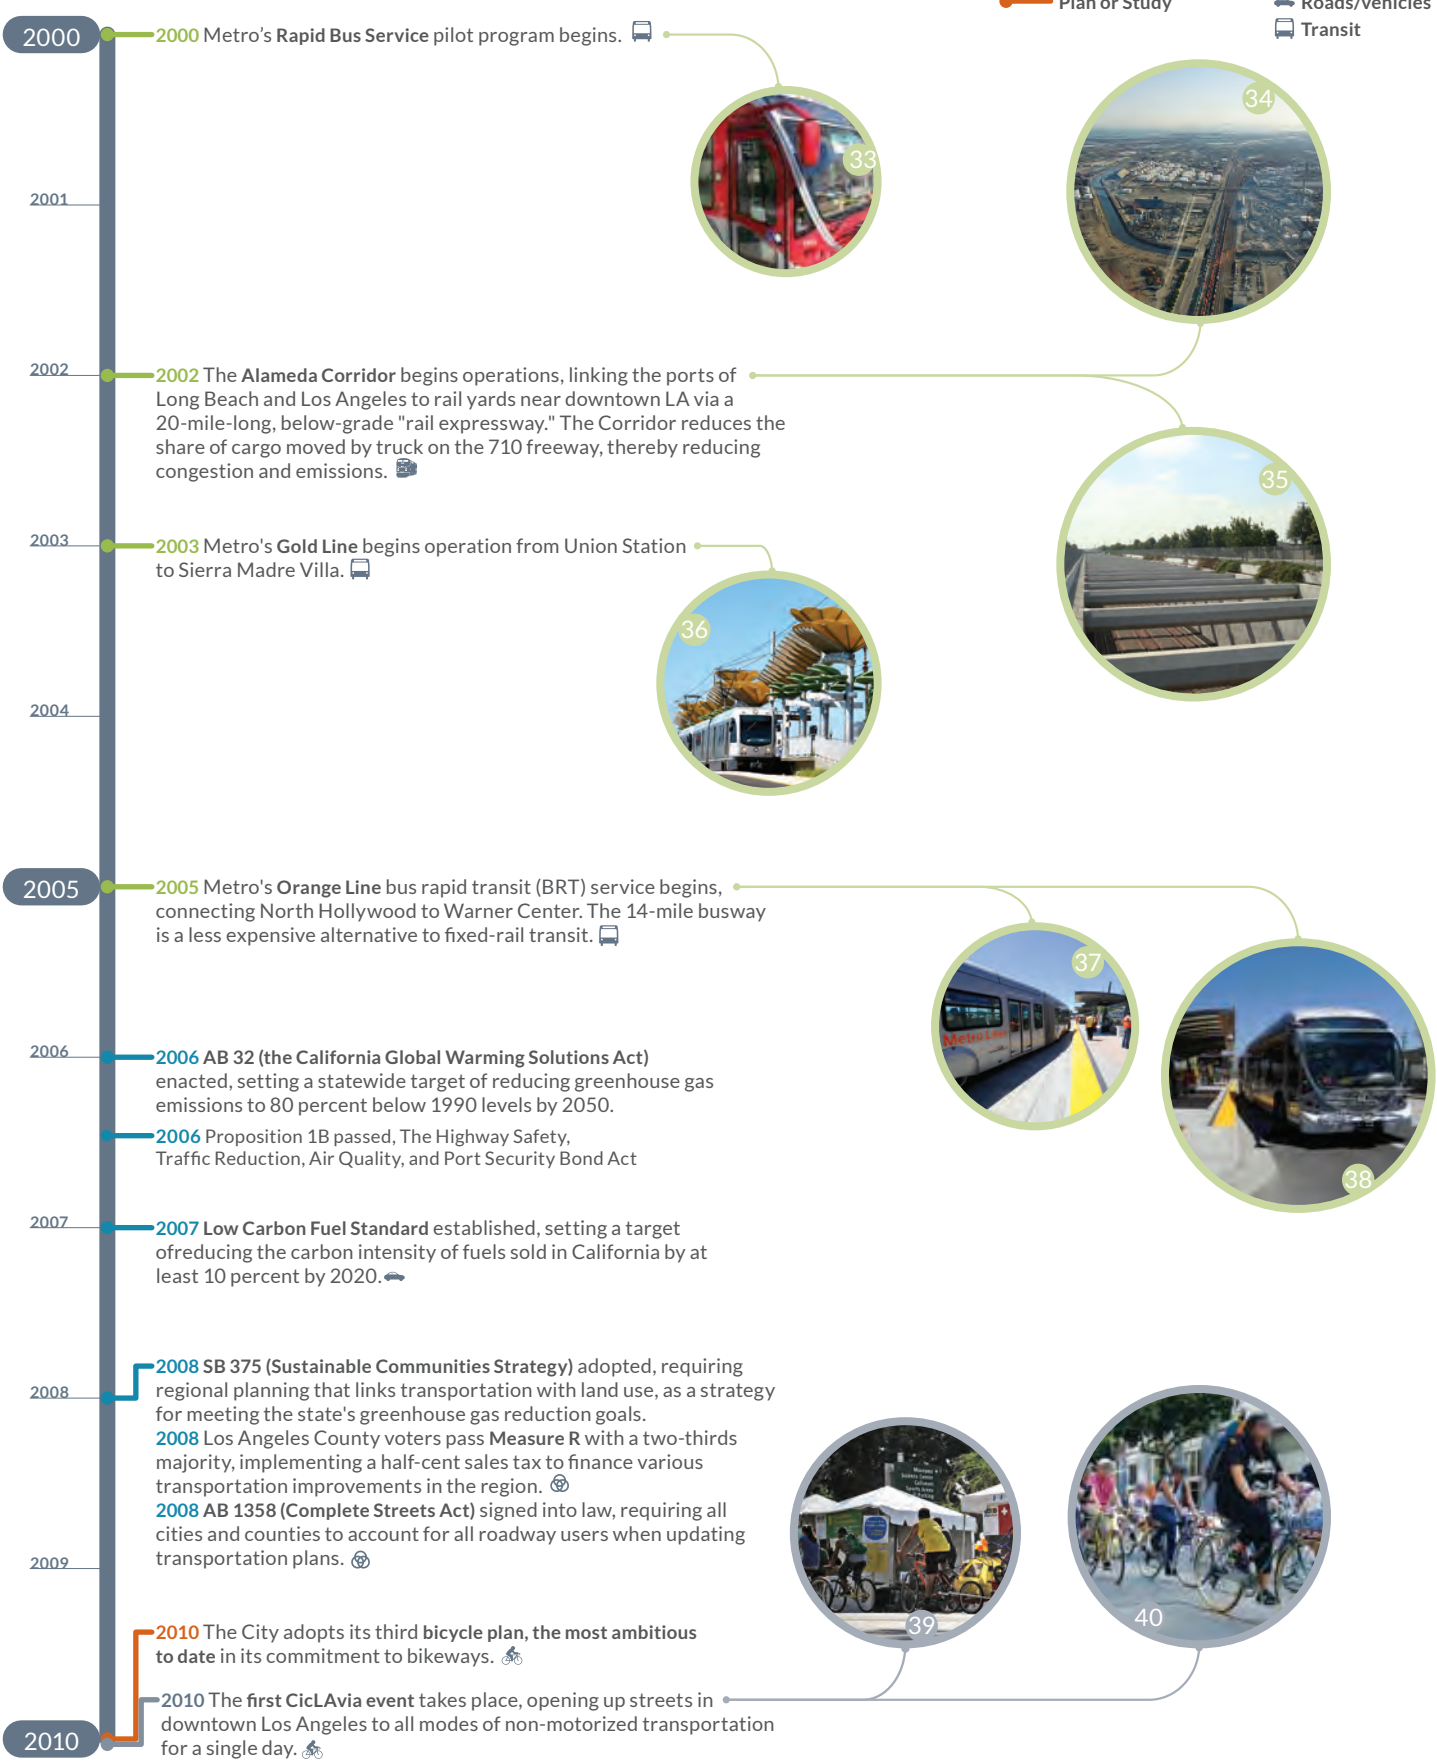 Plan or Study
Roads/Vehicles
Transit
2000
2000 Metro's Rapid Bus Service pilot program begins.
33
34
2001
2002
2002 The Alameda Corridor begins operations, linking the ports of
Long Beach and Los Angeles to rail yards near downtown LA via a
20-mile-long, below-grade "rail expressway." The Corridor reduces the
share of cargo moved by truck on the 710 freeway, thereby reducing
congestion and emissions.
35
2003
2003 Metro's Gold Line begins operation from Union Station
to Sierra Madre Villa.
36
2004
2005
2005 Metro's Orange Line bus rapid transit (BRT) service begins,
connecting North Hollywood to Warner Center. The 14-mile busway
is a less expensive alternative to fixed-rail transit.
37
Metro Liner
38
2006
2006 AB 32 (the California Global Warming Solutions Act)
enacted, setting a statewide target of reducing greenhouse gas
emissions to 80 percent below 1990 levels by 2050.
2006 Proposition 1B passed, The Highway Safety,
Traffic Reduction, Air Quality, and Port Security Bond Act
2007
2007 Low Carbon Fuel Standard established, setting a target
ofreducing the carbon intensity of fuels sold in California by at
least 10 percent by 2020.
2008
2008 SB 375 (Sustainable Communities Strategy) adopted, requiring
regional planning that links transportation with land use, as a strategy
for meeting the state's greenhouse gas reduction goals.
2008 Los Angeles County voters pass Measure R with a two-thirds
majority, implementing a half-cent sales tax to finance various
transportation improvements in the region.
2008 AB 1358 (Complete Streets Act) signed into law, requiring all
cities and counties to account for all roadway users when updating
transportation plans.
2009
39
40
2010 The City adopts its third bicycle plan, the most ambitious
to date in its commitment to bikeways.
2010 The first CicLAvia event takes place, opening up streets in
downtown Los Angeles to all modes of non-motorized transportation
for a single day.
2010